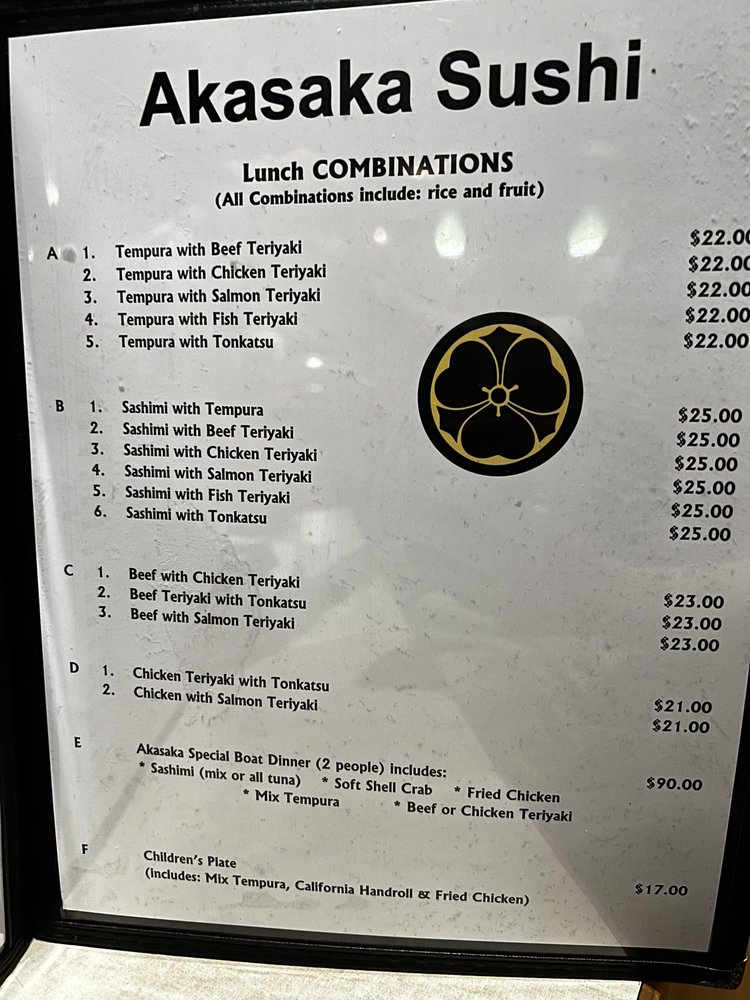 Akasaka Sushi
Lunch COMBINATIONS
(All Combinations include: rice and fruit)
A 1. Tempura with Beef Teriyaki $22.00
2. Tempura with Chicken Teriyaki $22.00
3. Tempura with Salmon Teriyaki $22.00
4. Tempura with Fish Teriyaki $22.00
5. Tempura with Tonkatsu $22.00
B 1. Sashimi with Tempura $25.00
2. Sashimi with Beef Teriyaki $25.00
3. Sashimi with Chicken Teriyaki $25.00
4. Sashimi with Salmon Teriyaki $25.00
5. Sashimi with Fish Teriyaki $25.00
6. Sashimi with Tonkatsu $25.00
C 1. Beef with Chicken Teriyaki $23.00
2. Beef Teriyaki with Tonkatsu $23.00
3. Beef with Salmon Teriyaki $23.00
D 1. Chicken Teriyaki with Tonkatsu $21.00
2. Chicken with Salmon Teriyaki $21.00
E Akasaka Special Boat Dinner (2 people) includes: $90.00
* Sashimi (mix or all tuna) * Soft Shell Crab * Fried Chicken
* Mix Tempura * Beef or Chicken Teriyaki
F Children's Plate
(includes: Mix Tempura, California Handroll & Fried Chicken) $17.00